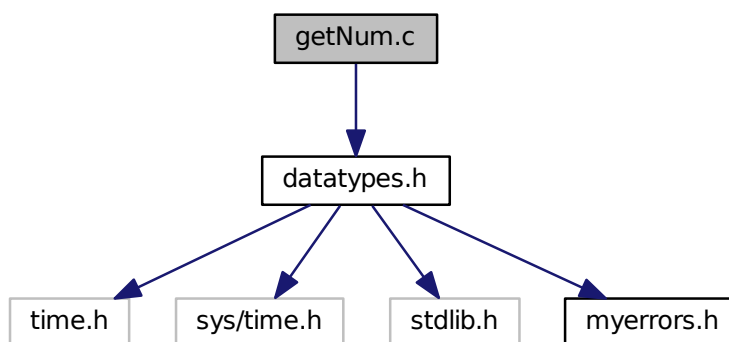 getNum.c
datatypes.h
time.h
sys/time.h
stdlib.h
myerrors.h